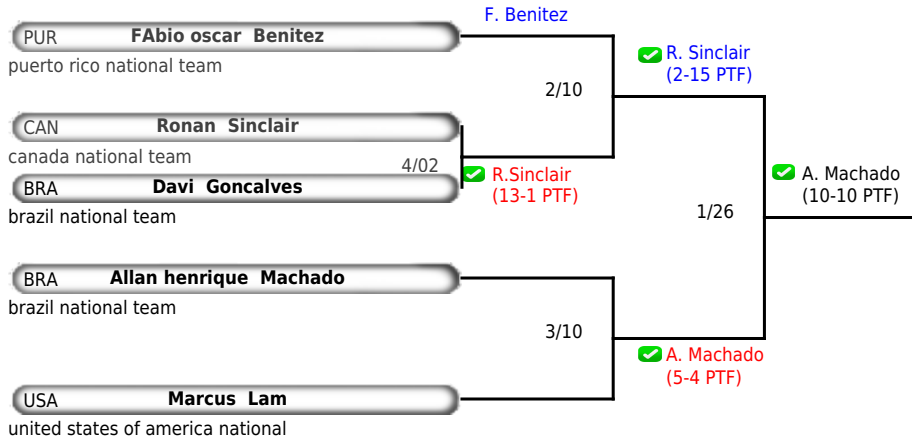 F. Benitez
PUR FAbio oscar Benitez
puerto rico national team
R. Sinclair
(2-15 PTF)
2/10
CAN Ronan Sinclair
canada national team
4/02
R.Sinclair
(13-1 PTF)
BRA Davi Goncalves
brazil national team
A. Machado
(10-10 PTF)
1/26
BRA Allan henrique Machado
brazil national team
3/10
A. Machado
(5-4 PTF)
USA Marcus Lam
united states of america national